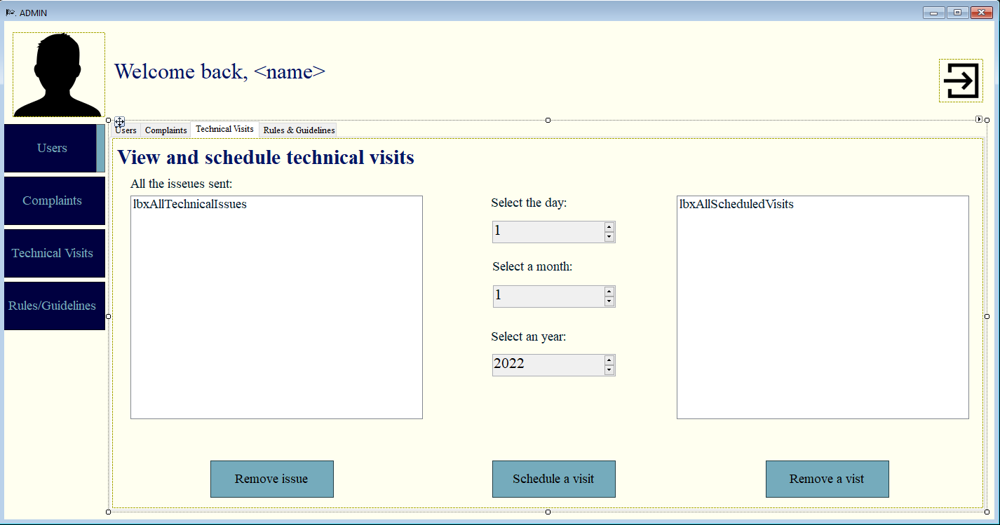 . ADMIN
Welcome back, <name>
Users
Complaints
Technical Visits
Rules/Guidelines
Users Complaints Technical Visits Rules & Guidelines
View and schedule technical visits
All the isseues sent:
lbxAllTechnicalIssues
Select the day:
1
Select a month:
1
Select an year:
2022
lbxAllScheduledVisits
Remove issue
Schedule a visit
Remove a vist